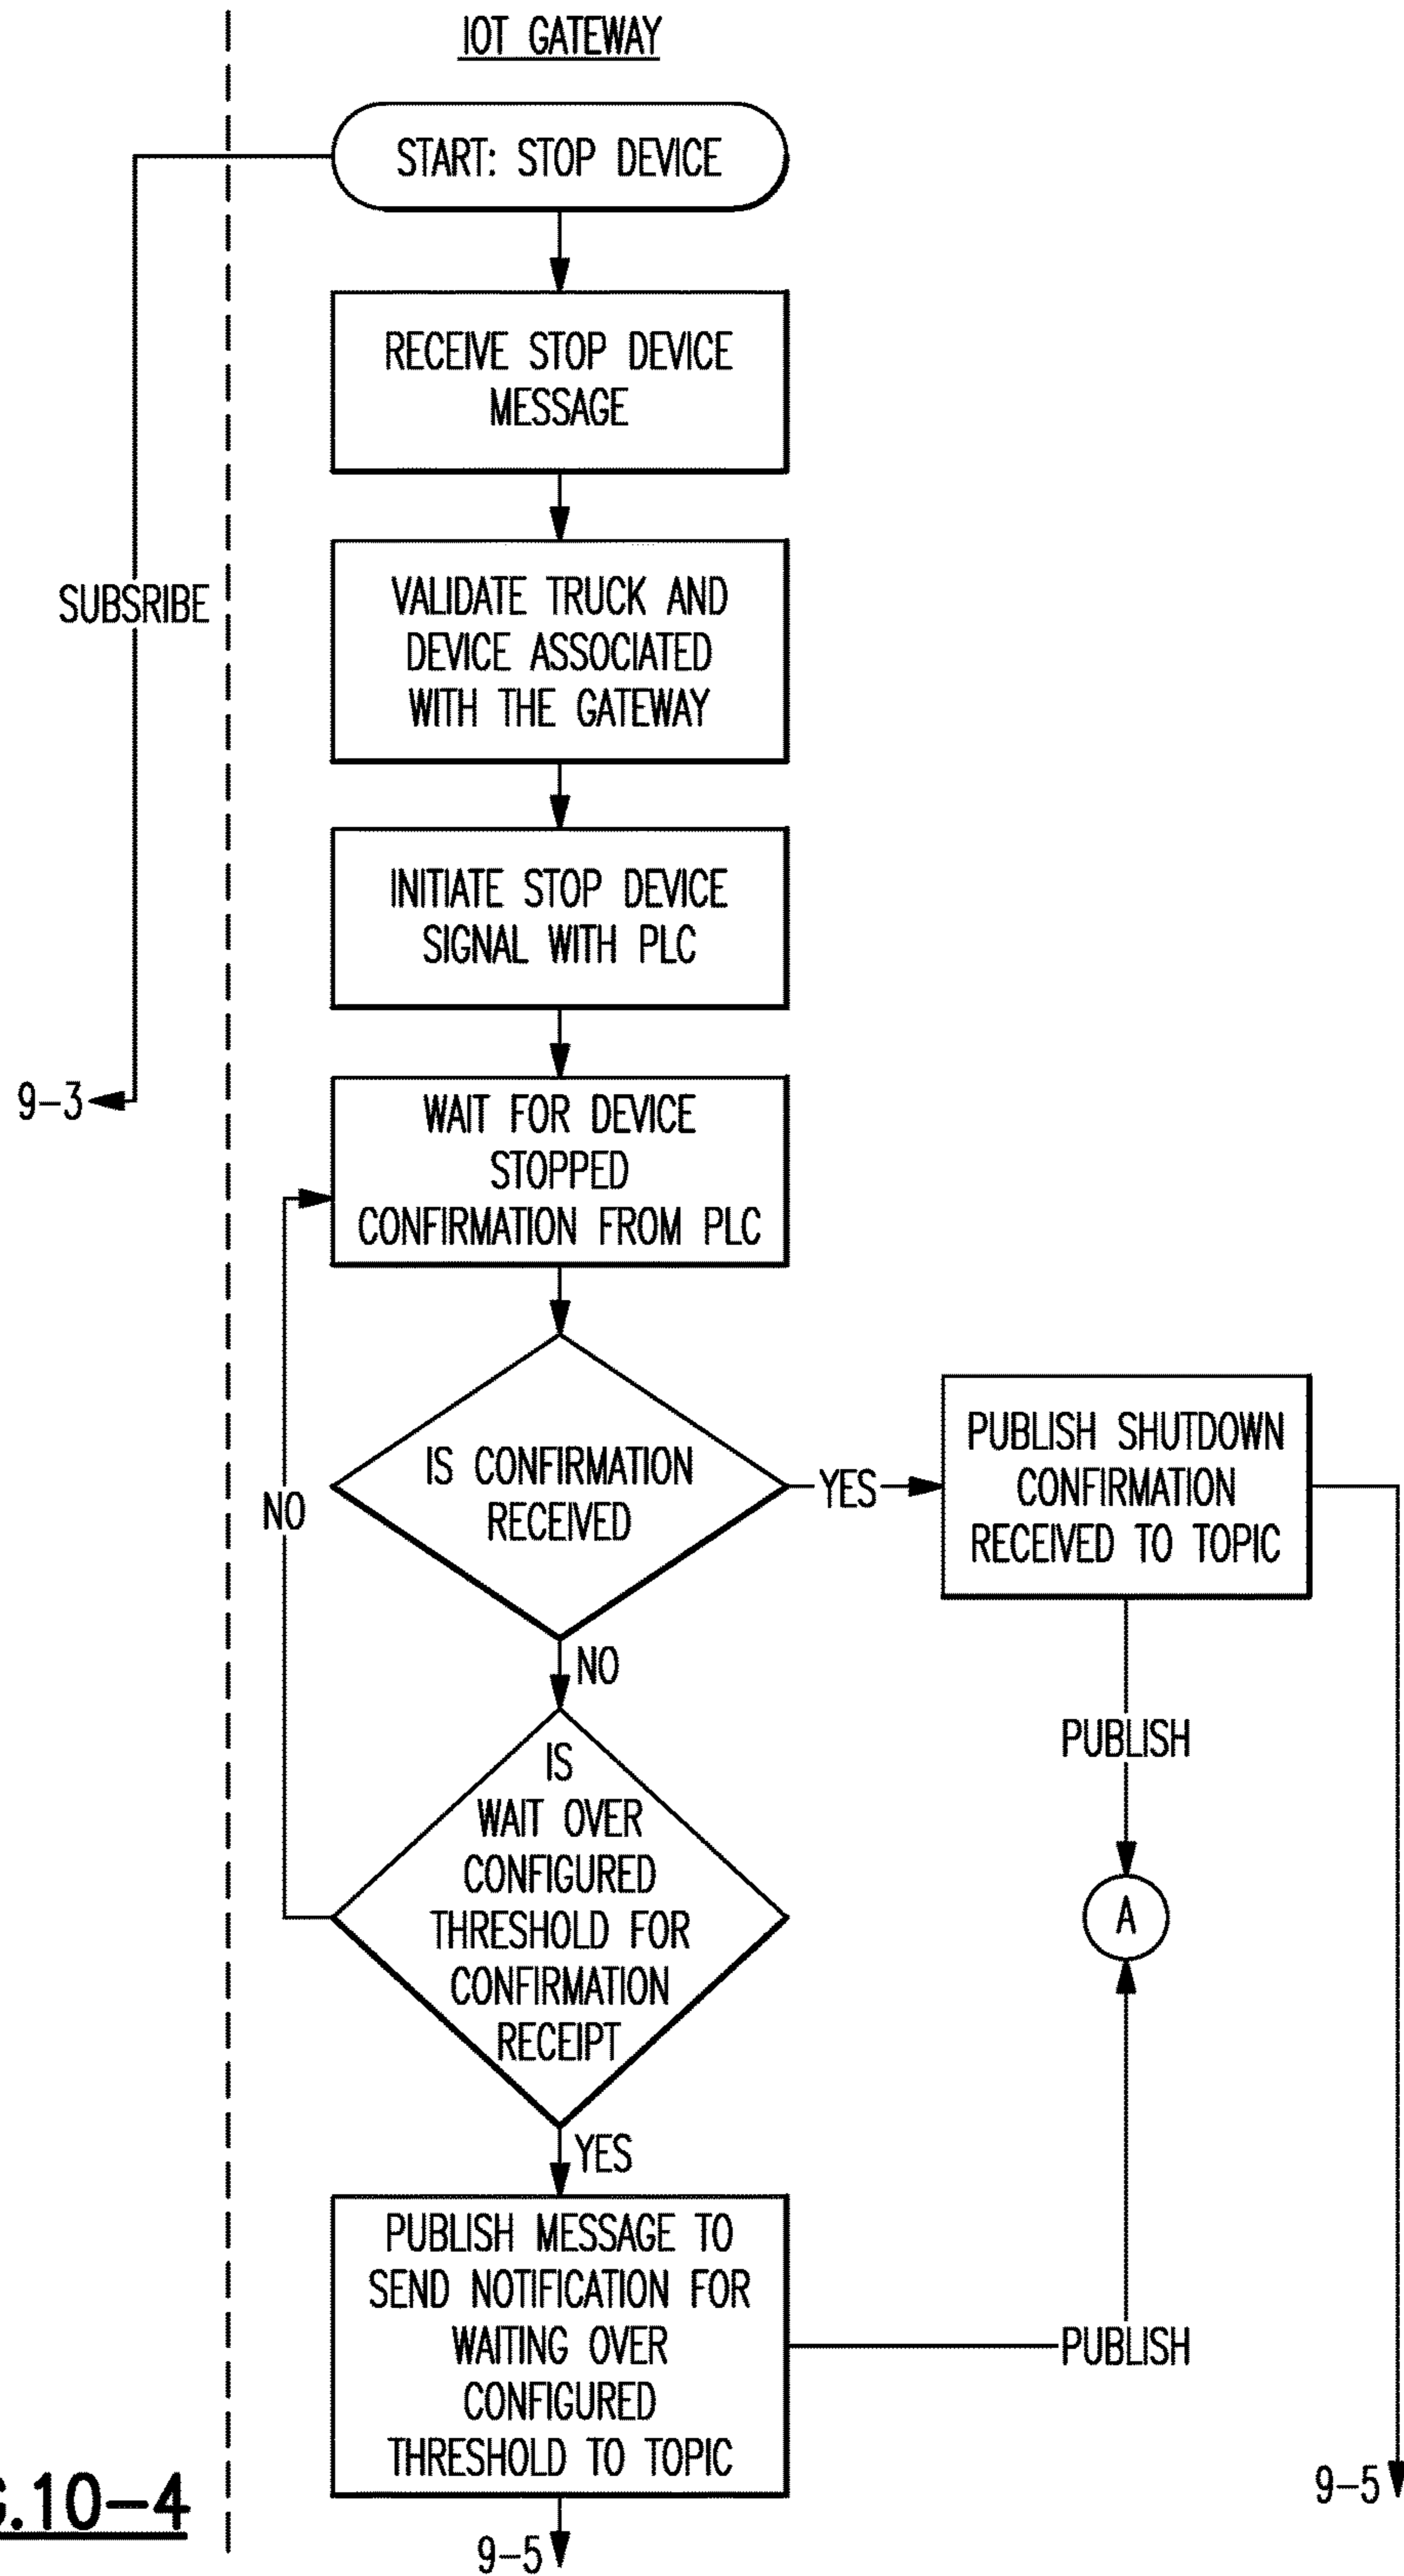 IOT GATEWAY
START: STOP DEVICE
RECEIVE STOP DEVICE
MESSAGE
VALIDATE TRUCK AND
DEVICE ASSOCIATED
WITH THE GATEWAY
SUBSRIBE
INITIATE STOP DEVICE
SIGNAL WITH PLC
9-3
WAIT FOR DEVICE
STOPPED
CONFIRMATION FROM PLC
IS CONFIRMATION
RECEIVED
YES
PUBLISH SHUTDOWN
CONFIRMATION
RECEIVED TO TOPIC
NO
NO
PUBLISH
IS
WAIT OVER
CONFIGURED
THRESHOLD FOR
CONFIRMATION
RECEIPT
A
YES
PUBLISH MESSAGE TO
SEND NOTIFICATION FOR
WAITING OVER
CONFIGURED
THRESHOLD TO TOPIC
PUBLISH
9-5
9-5
G.10-4